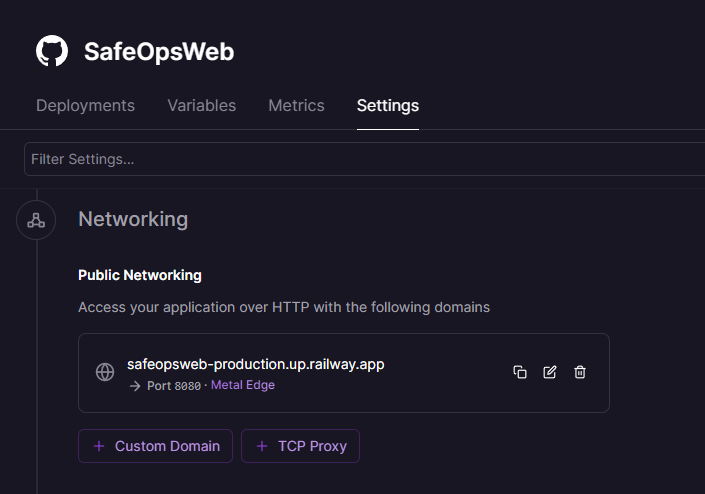 SafeOpsWeb
Deployments Variables Metrics Settings
Filter Settings...
Networking
Public Networking
Access your application over HTTP with the following domains
safeopsweb-production.up.railway.app
→ Port 8080 · Metal Edge
+ Custom Domain + TCP Proxy